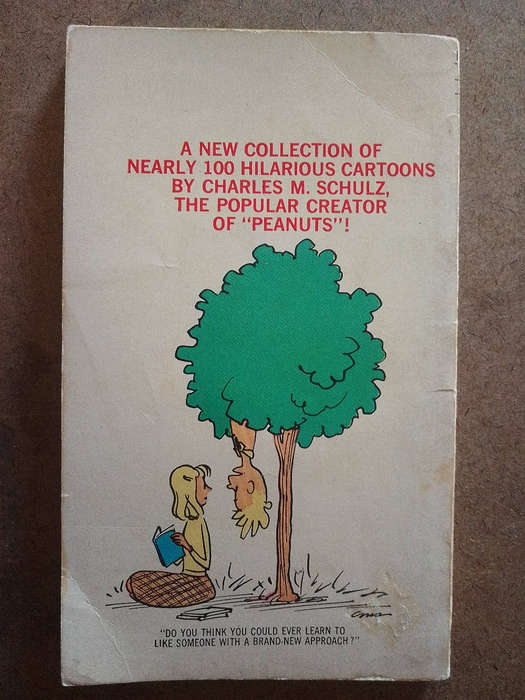 A NEW COLLECTION OF
NEARLY 100 HILARIOUS CARTOONS
BY CHARLES M. SCHULZ,
THE POPULAR CREATOR
OF "PEANUTS"!
"DO YOU THINK YOU COULD EVER LEARN TO
LIKE SOMEONE WITH A BRAND-NEW APPROACH?"